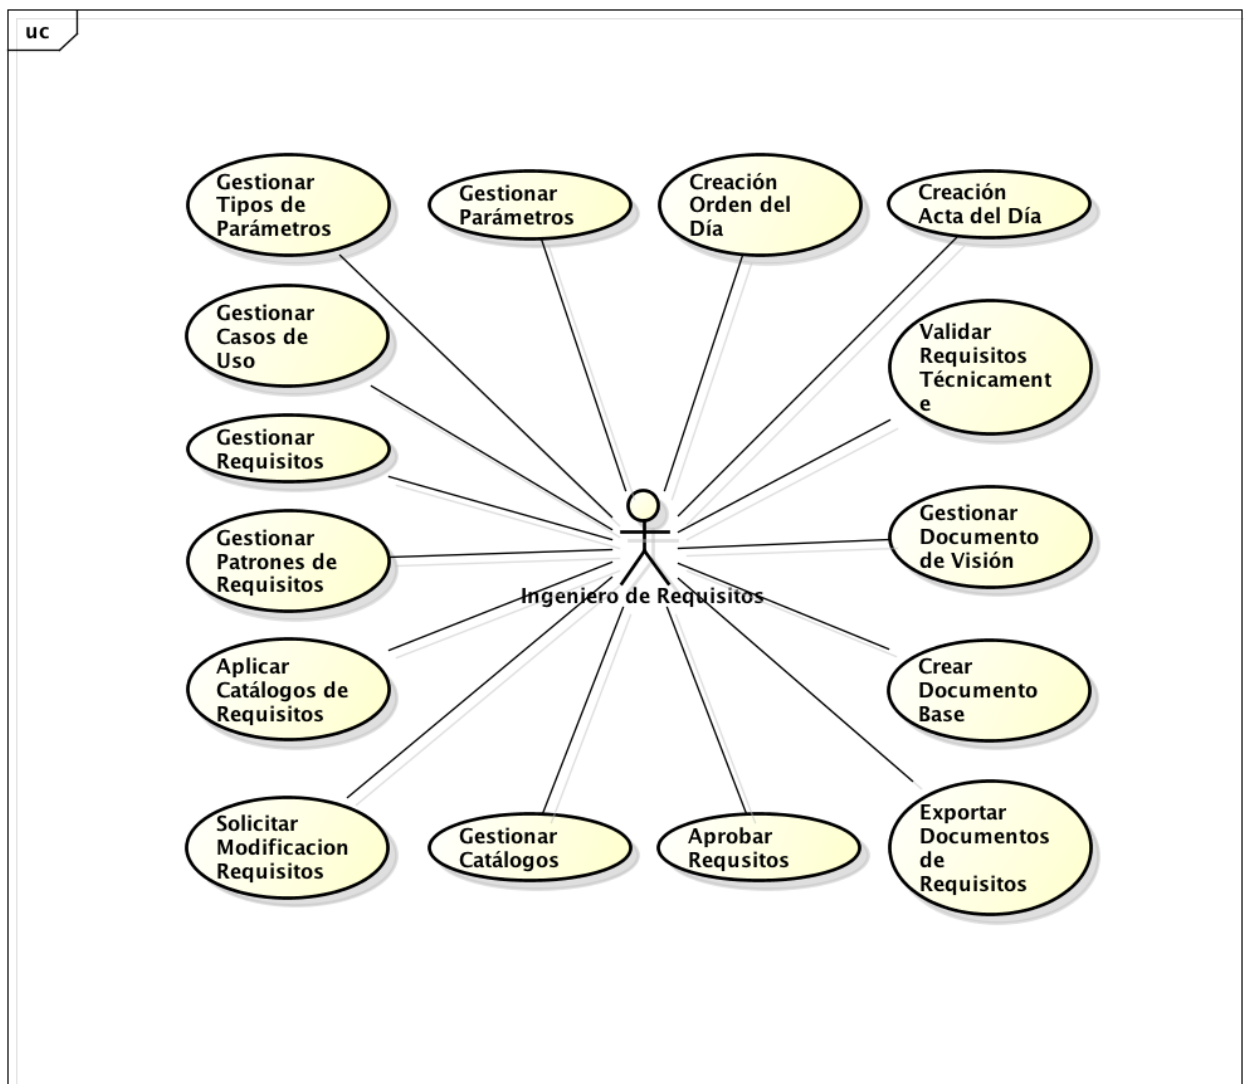 uc
Gestionar
Tipos de
Parámetros
Gestionar
Parámetros
Creación
Orden del
Día
Creación
Acta del Día
Gestionar
Casos de
Uso
Validar
Requisitos
Técnicament
e
Gestionar
Requisitos
Gestionar
Patrones de
Requisitos
Ingeniero de Requisitos
Gestionar
Documento
de Visión
Aplicar
Catálogos de
Requisitos
Crear
Documento
Base
Solicitar
Modificacion
Requisitos
Gestionar
Catálogos
Aprobar
Requsitos
Exportar
Documentos
de
Requisitos